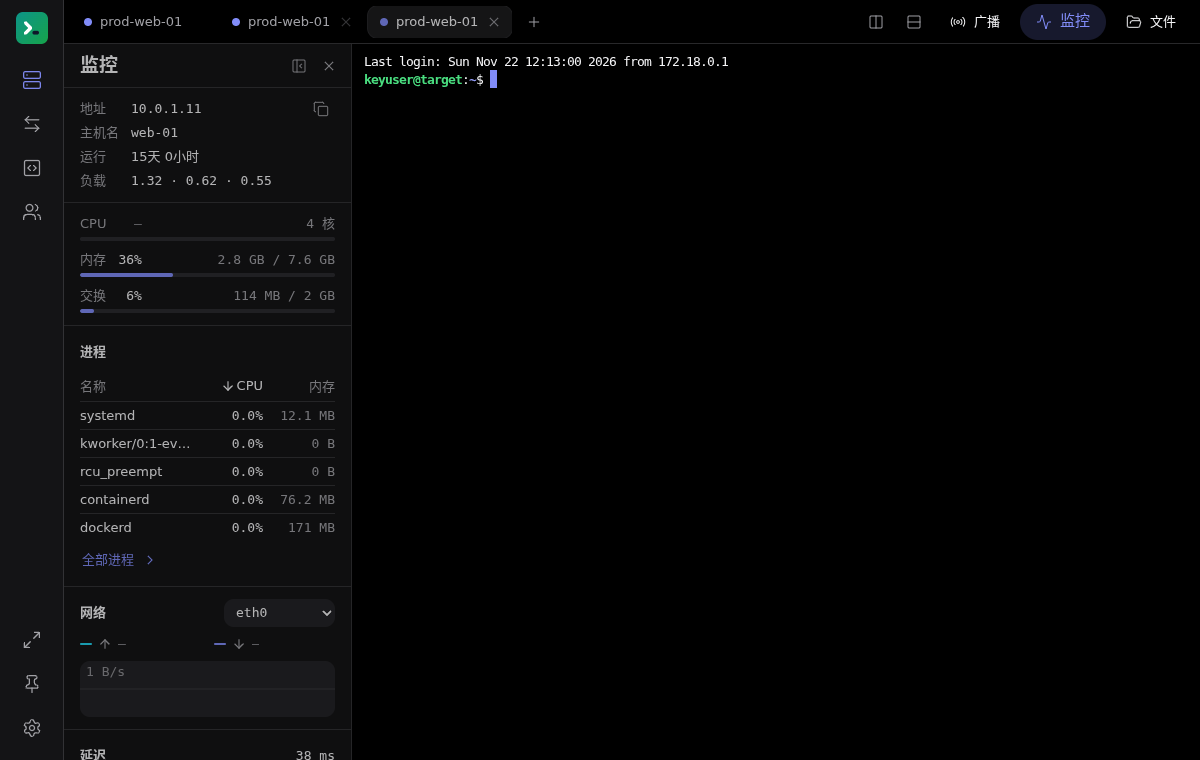 prod-web-01 prod-web-01 prod-web-01 广播 监控 文件
监控
地址 10.0.1.11
主机名 web-01
运行 15天 0小时
负载 1.32 · 0.62 · 0.55
CPU — 4 核
内存 36% 2.8 GB / 7.6 GB
交换 6% 114 MB / 2 GB
进程
名称 CPU 内存
systemd 0.0% 12.1 MB
kworker/0:1-ev… 0.0% 0 B
rcu_preempt 0.0% 0 B
containerd 0.0% 76.2 MB
dockerd 0.0% 171 MB
全部进程
网络 eth0
— —
1 B/s
延迟 38 ms
Last login: Sun Nov 22 12:13:00 2026 from 172.18.0.1
keyuser@target:~$